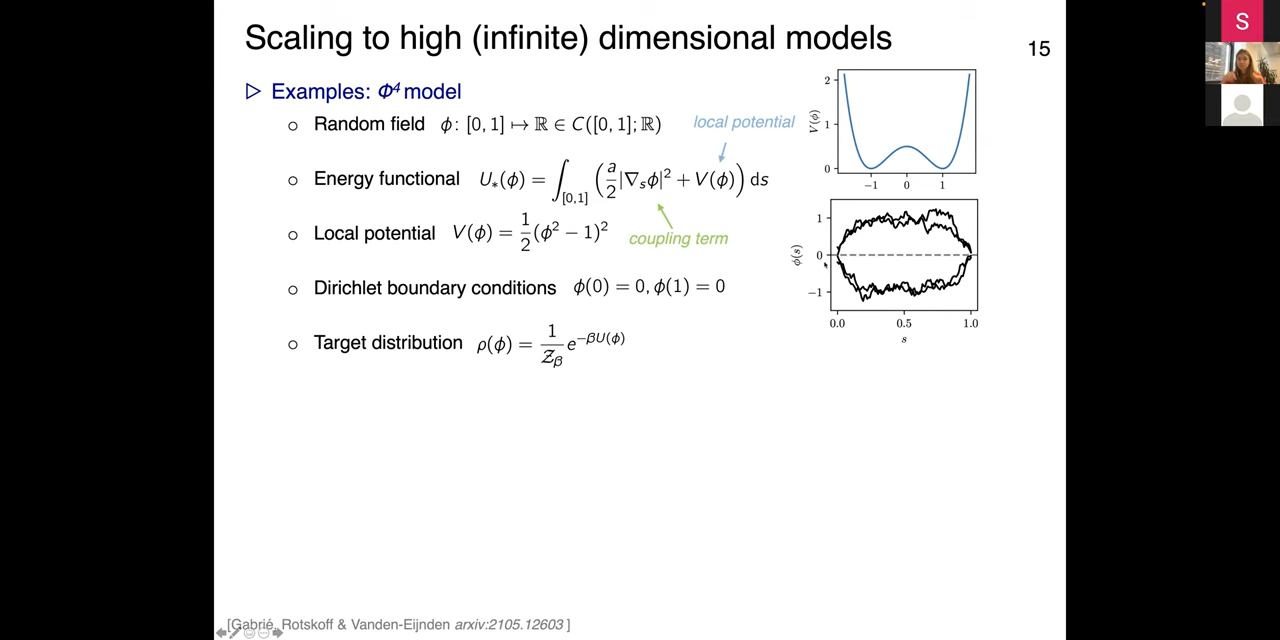 Scaling to high (infinite) dimensional models
15
▷ Examples: Φ⁴ model
○ Random field ϕ: [0, 1] ↦ ℝ ∈ C([0, 1]; ℝ)
local potential
○ Energy functional U∗(ϕ) = ∫[0,1] (a/2 |∇sϕ|² + V(ϕ)) ds
○ Local potential V(ϕ) = 1/2 (ϕ² − 1)²
coupling term
○ Dirichlet boundary conditions ϕ(0) = 0, ϕ(1) = 0
○ Target distribution ρ(ϕ) = 1/𝒵β e^−βU(ϕ)
V(ϕ)
2
1
0
−1 0 1
ϕ(s)
1
0
−1
0.0 0.5 1.0
s
[Gabrié, Rotskoff & Vanden-Eijnden arxiv:2105.12603 ]
S